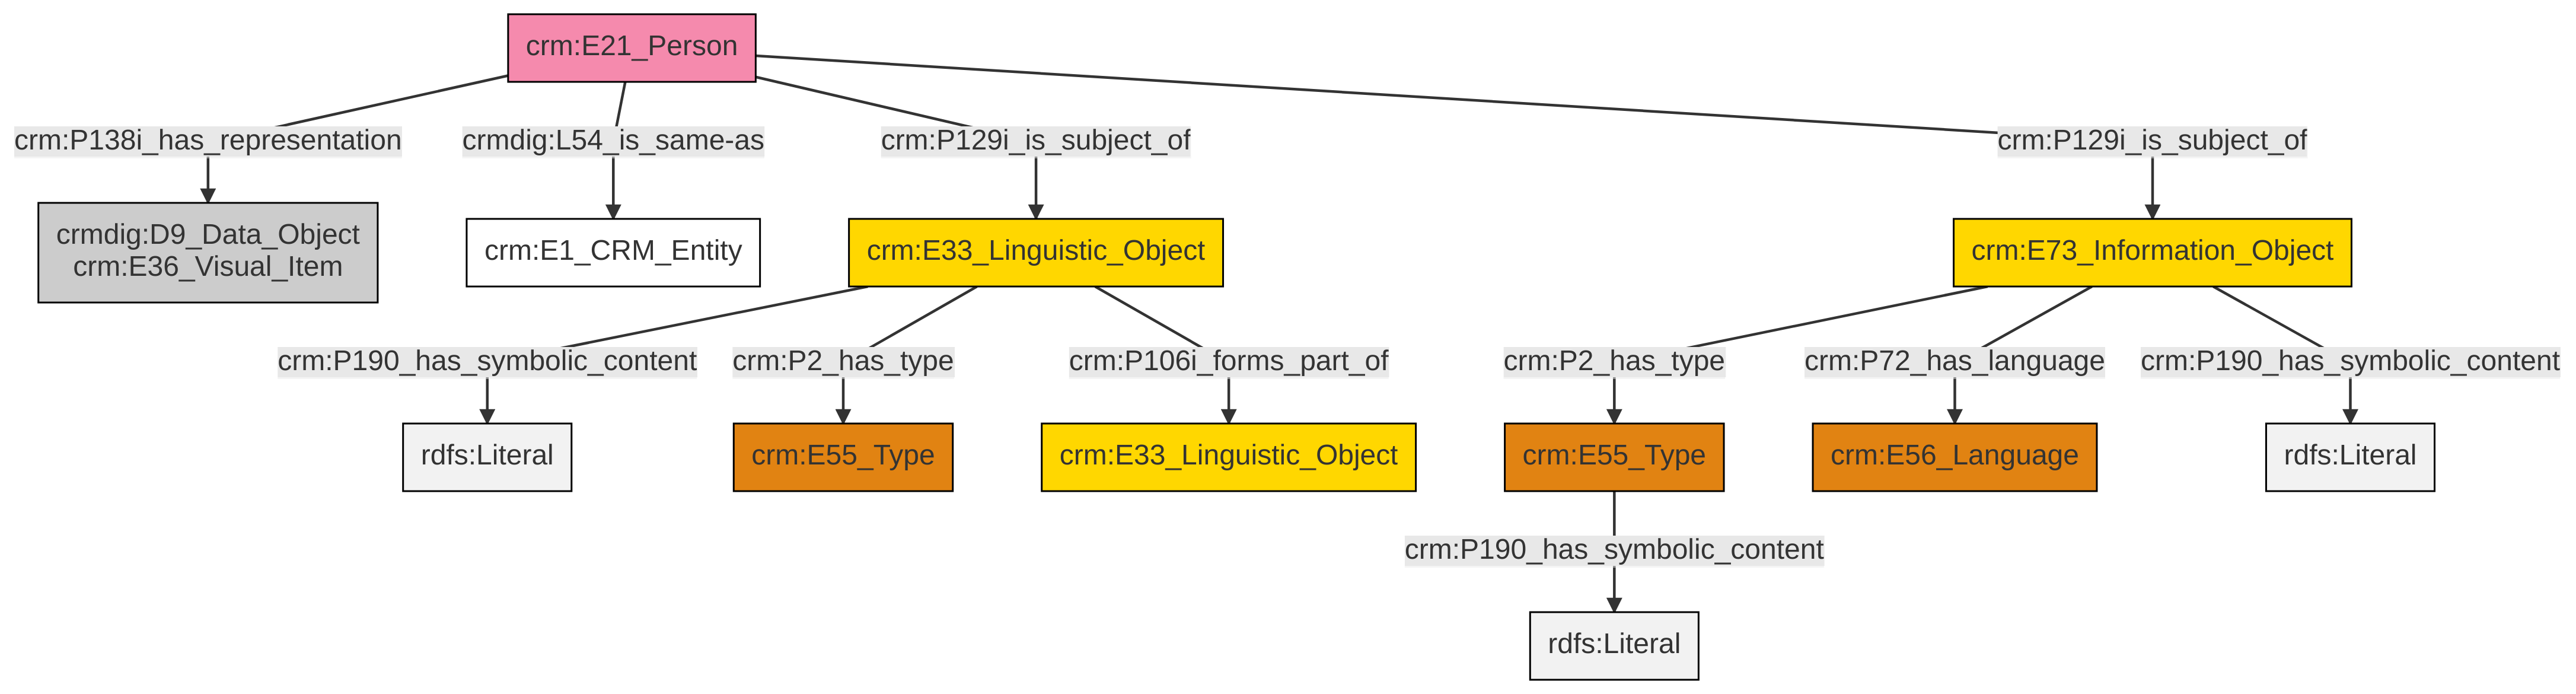 crm:E21_Person
crm:P138i_has_representation
crmdig:L54_is_same-as
crm:P129i_is_subject_of
crm:P129i_is_subject_of
crmdig:D9_Data_Object
crm:E36_Visual_Item
crm:E1_CRM_Entity
crm:E33_Linguistic_Object
crm:E73_Information_Object
crm:P190_has_symbolic_content
crm:P2_has_type
crm:P106i_forms_part_of
crm:P2_has_type
crm:P72_has_language
crm:P190_has_symbolic_content
rdfs:Literal
crm:E55_Type
crm:E33_Linguistic_Object
crm:E55_Type
crm:E56_Language
rdfs:Literal
crm:P190_has_symbolic_content
rdfs:Literal